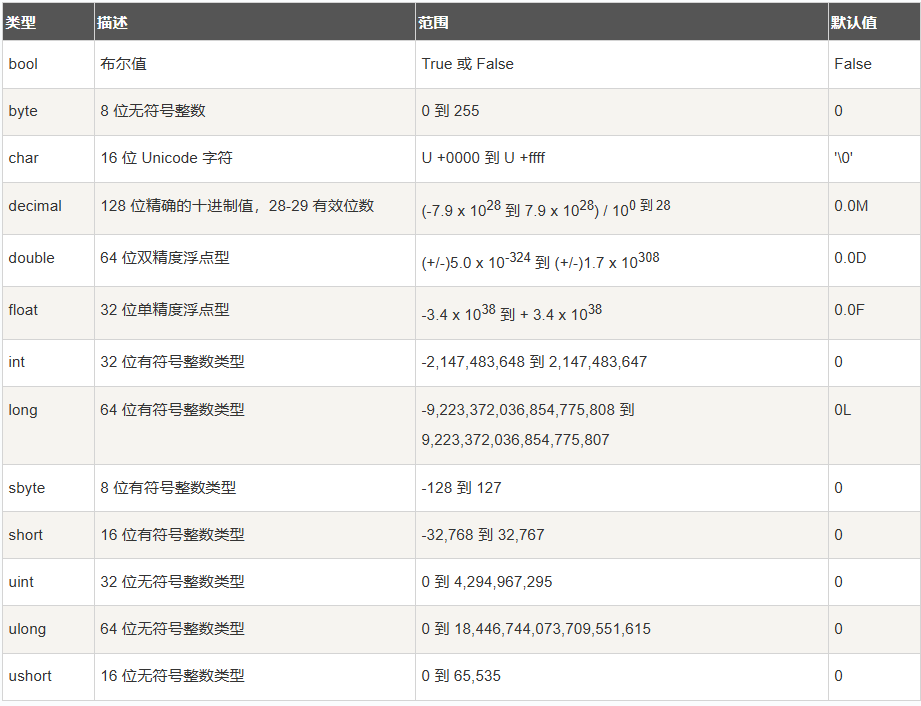 类型 描述 范围 默认值
bool 布尔值 True 或 False False
byte 8 位无符号整数 0 到 255 0
char 16 位 Unicode 字符 U +0000 到 U +ffff '\0'
decimal 128 位精确的十进制值，28-29 有效位数 (-7.9 x 10^28 到 7.9 x 10^28) / 10^0 到 28 0.0M
double 64 位双精度浮点型 (+/-)5.0 x 10^-324 到 (+/-)1.7 x 10^308 0.0D
float 32 位单精度浮点型 -3.4 x 10^38 到 + 3.4 x 10^38 0.0F
int 32 位有符号整数类型 -2,147,483,648 到 2,147,483,647 0
long 64 位有符号整数类型 -9,223,372,036,854,775,808 到 0L
9,223,372,036,854,775,807
sbyte 8 位有符号整数类型 -128 到 127 0
short 16 位有符号整数类型 -32,768 到 32,767 0
uint 32 位无符号整数类型 0 到 4,294,967,295 0
ulong 64 位无符号整数类型 0 到 18,446,744,073,709,551,615 0
ushort 16 位无符号整数类型 0 到 65,535 0